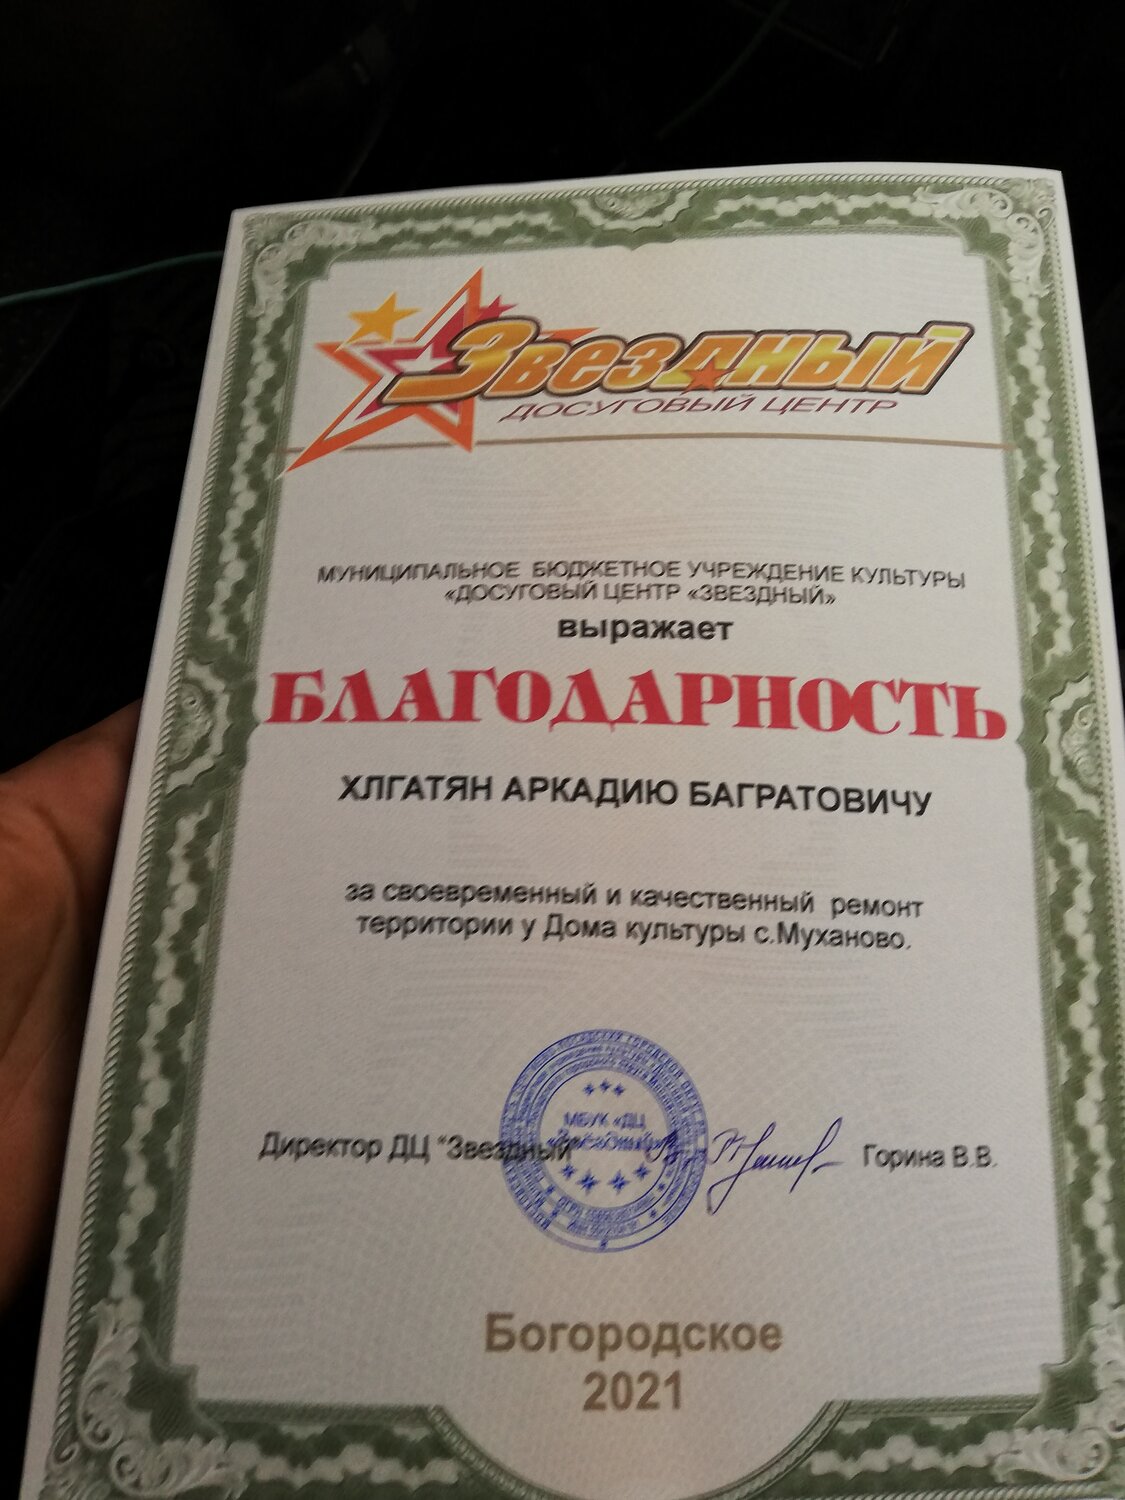 Звездный
ДОСУГОВЫЙ ЦЕНТР
МУНИЦИПАЛЬНОЕ БЮДЖЕТНОЕ УЧРЕЖДЕНИЕ КУЛЬТУРЫ
«ДОСУГОВЫЙ ЦЕНТР «ЗВЕЗДНЫЙ»
выражает
БЛАГОДАРНОСТЬ
ХЛГАТЯН АРКАДИЮ БАГРАТОВИЧУ
за своевременный и качественный ремонт
территории у Дома культуры с.Муханово.
МБУК «ДЦ
Директор ДЦ "Звездный" Горина В.В.
Богородское
2021